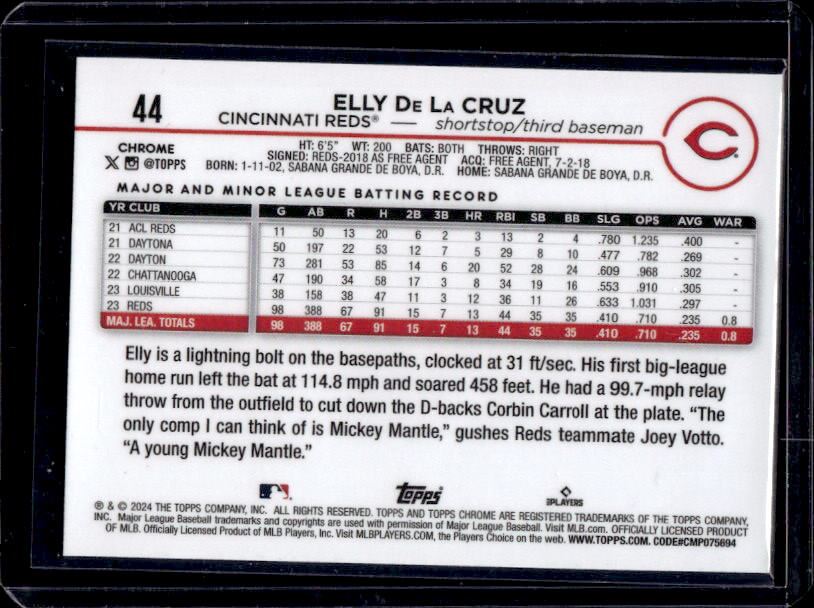 44
ELLY DE LA CRUZ
CINCINNATI REDS® — shortstop/third baseman
C
CHROME
X @TOPPS
HT: 6'5" WT: 200 BATS: BOTH THROWS: RIGHT
SIGNED: REDS-2018 AS FREE AGENT ACQ: FREE AGENT, 7-2-18
BORN: 1-11-02, SABANA GRANDE DE BOYA, D.R. HOME: SABANA GRANDE DE BOYA, D.R.
MAJOR AND MINOR LEAGUE BATTING RECORD
YR CLUB G AB R H 2B 3B HR RBI SB BB SLG OPS AVG WAR
21 ACL REDS 11 50 13 20 6 2 3 13 2 4 .780 1.235 .400 -
21 DAYTONA 50 197 22 53 12 7 5 29 8 10 .477 .782 .269 -
22 DAYTON 73 281 53 85 14 6 20 52 28 24 .609 .968 .302 -
22 CHATTANOOGA 47 190 34 58 17 3 8 34 19 16 .553 .910 .305 -
23 LOUISVILLE 38 158 38 47 11 3 12 36 11 26 .633 1.031 .297 -
23 REDS 98 388 67 91 15 7 13 44 35 35 .410 .710 .235 0.8
MAJ. LEA. TOTALS 98 388 67 91 15 7 13 44 35 35 .410 .710 .235 0.8
Elly is a lightning bolt on the basepaths, clocked at 31 ft/sec. His first big-league
home run left the bat at 114.8 mph and soared 458 feet. He had a 99.7-mph relay
throw from the outfield to cut down the D-backs Corbin Carroll at the plate. “The
only comp I can think of is Mickey Mantle,” gushes Reds teammate Joey Votto.
“A young Mickey Mantle.”
Topps
PLAYERS
® & © 2024 THE TOPPS COMPANY, INC. ALL RIGHTS RESERVED. TOPPS AND TOPPS CHROME ARE REGISTERED TRADEMARKS OF THE TOPPS COMPANY,
INC. Major League Baseball trademarks and copyrights are used with permission of Major League Baseball. Visit MLB.com. OFFICIALLY LICENSED PRODUCT
OF MLB. Officially Licensed Product of MLB Players, Inc. Visit MLBPLAYERS.COM, the Players Choice on the web. WWW.TOPPS.COM. CODE#CMP075694